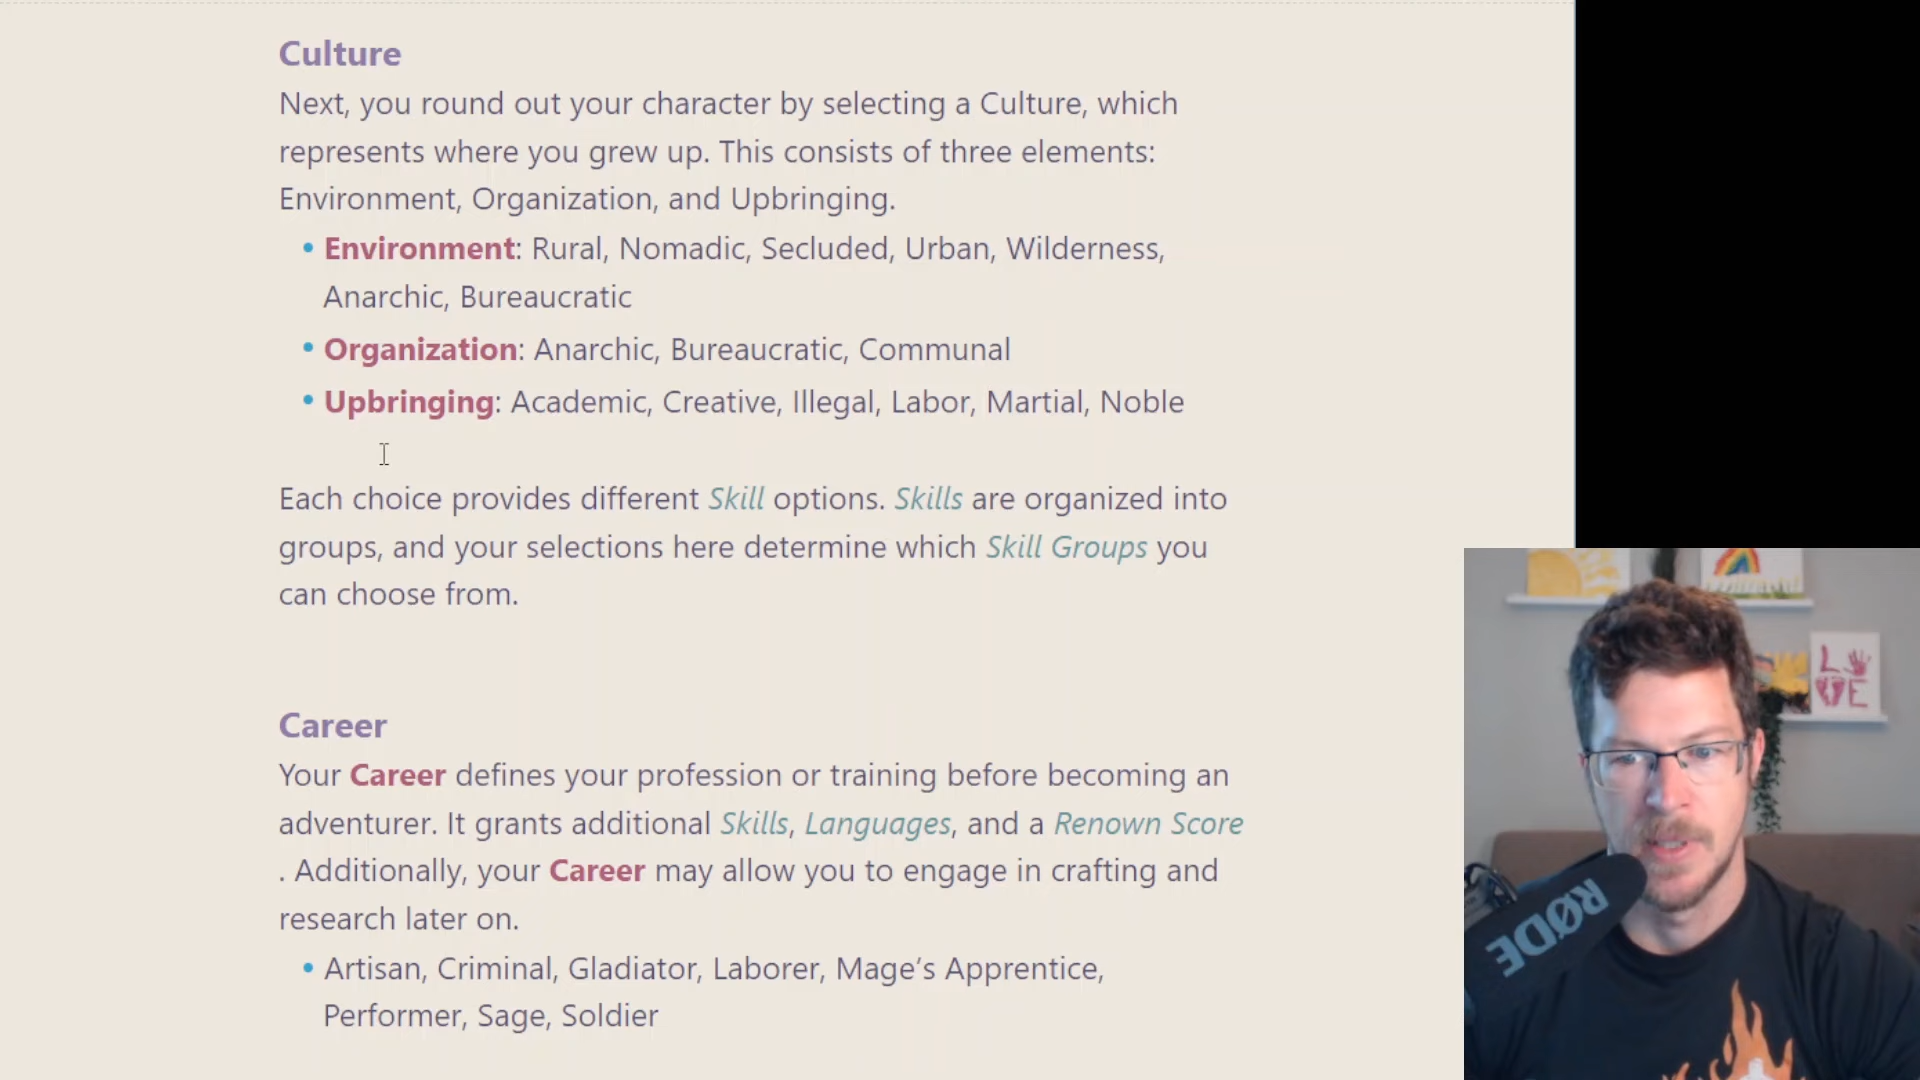 Culture
Next, you round out your character by selecting a Culture, which
represents where you grew up. This consists of three elements:
Environment, Organization, and Upbringing.
• Environment: Rural, Nomadic, Secluded, Urban, Wilderness,
Anarchic, Bureaucratic
• Organization: Anarchic, Bureaucratic, Communal
• Upbringing: Academic, Creative, Illegal, Labor, Martial, Noble
Each choice provides different Skill options. Skills are organized into
groups, and your selections here determine which Skill Groups you
can choose from.
Career
Your Career defines your profession or training before becoming an
adventurer. It grants additional Skills, Languages, and a Renown Score
. Additionally, your Career may allow you to engage in crafting and
research later on.
• Artisan, Criminal, Gladiator, Laborer, Mage’s Apprentice,
Performer, Sage, Soldier
L
VE
RØDE